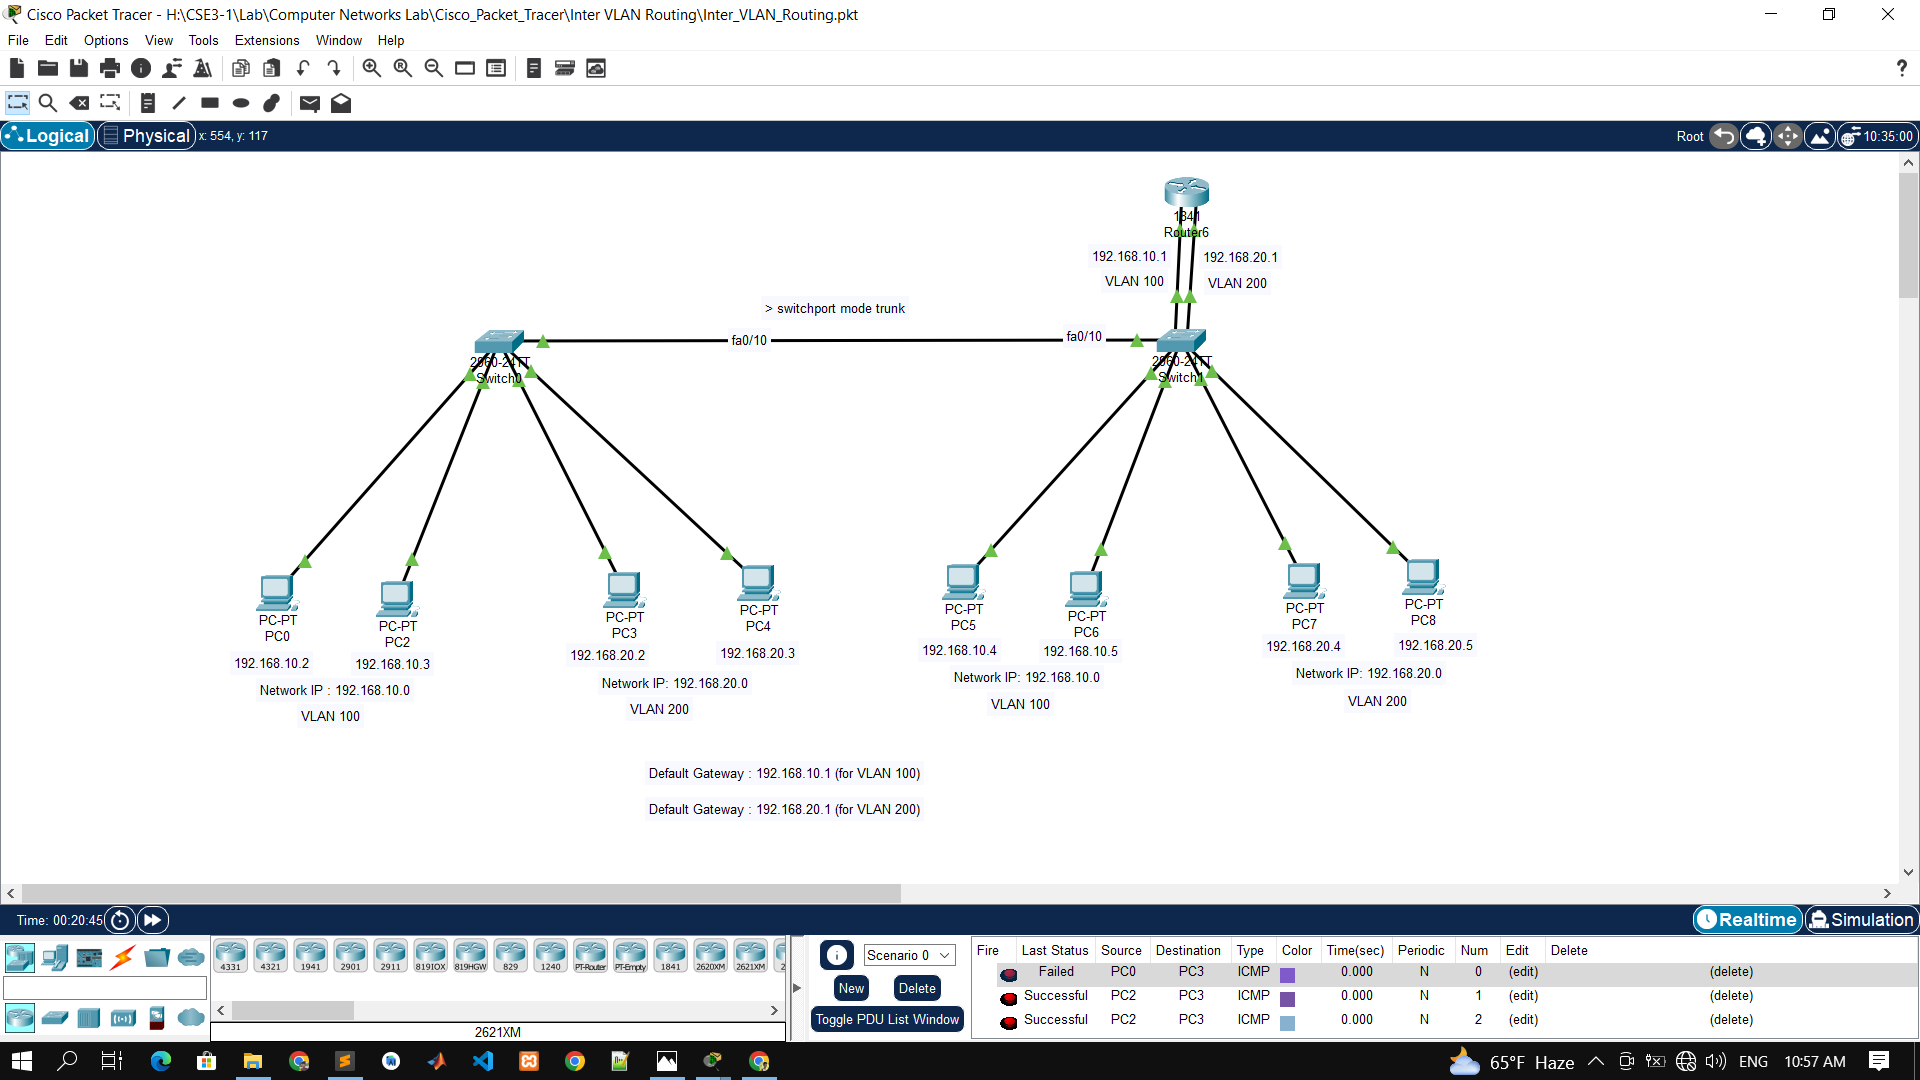 Cisco Packet Tracer - H:\CSE3-1\Lab\Computer Networks Lab\Cisco_Packet_Tracer\Inter VLAN Routing\Inter_VLAN_Routing.pkt
File Edit Options View Tools Extensions Window Help
?
Logical Physical x: 554, y: 117 Root 10:35:00
1841
Router6
192.168.10.1 192.168.20.1
VLAN 100 VLAN 200
> switchport mode trunk
fa0/10 fa0/10
2960-24TT 2960-24TT
Switch0 Switch1
PC-PT PC-PT PC-PT PC-PT PC-PT PC-PT PC-PT PC-PT
PC0 PC2 PC3 PC4 PC5 PC6 PC7 PC8
192.168.10.2 192.168.10.3 192.168.20.2 192.168.20.3 192.168.10.4 192.168.10.5 192.168.20.4 192.168.20.5
Network IP : 192.168.10.0 Network IP: 192.168.20.0 Network IP: 192.168.10.0 Network IP: 192.168.20.0
VLAN 100 VLAN 200 VLAN 100 VLAN 200
Default Gateway : 192.168.10.1 (for VLAN 100)
Default Gateway : 192.168.20.1 (for VLAN 200)
Time: 00:20:45 Realtime Simulation
4331 4321 1941 2901 2911 819IOX 819HGW 829 1240 PT-Router PT-Empty 1841 2620XM 2621XM
2621XM
Scenario 0
New Delete
Toggle PDU List Window
Fire Last Status Source Destination Type Color Time(sec) Periodic Num Edit Delete
Failed PC0 PC3 ICMP 0.000 N 0 (edit) (delete)
Successful PC2 PC3 ICMP 0.000 N 1 (edit) (delete)
Successful PC2 PC3 ICMP 0.000 N 2 (edit) (delete)
65°F Haze ENG 10:57 AM